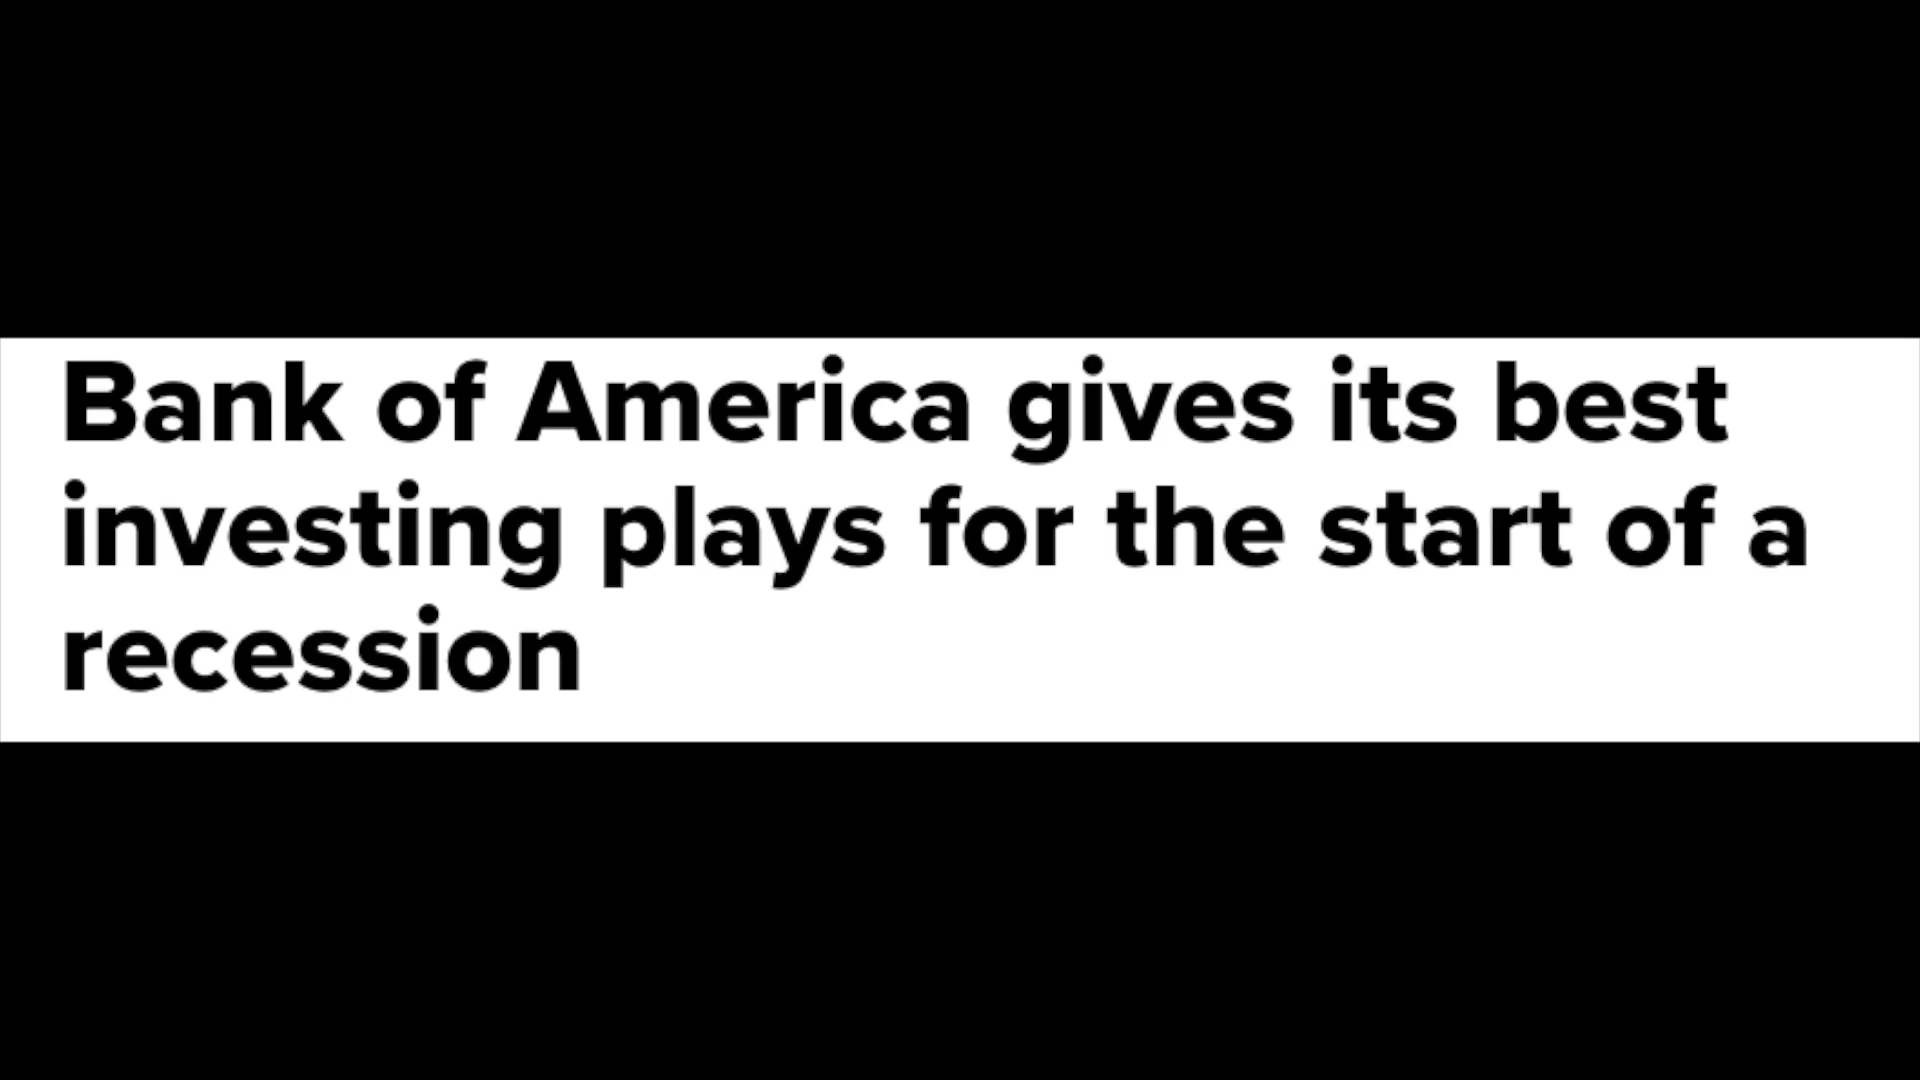 Bank of America gives its best
investing plays for the start of a
recession